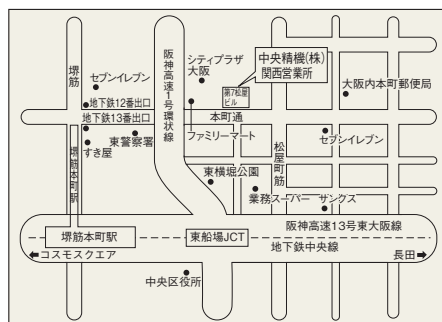 堺筋
セブンイレブン
地下鉄12番出口
地下鉄13番出口
すき屋
東警察署
堺筋本町駅
阪神高速1号環状線
シティプラザ
大阪
中央精機(株)
関西営業所
第7松屋
ビル
本町通
ファミリーマート
大阪内本町郵便局
セブンイレブン
松屋町筋
東横堀公園
業務スーパー
サンクス
阪神高速13号東大阪線
堺筋本町駅
東船場JCT
地下鉄中央線
コスモスクエア
長田
中央区役所